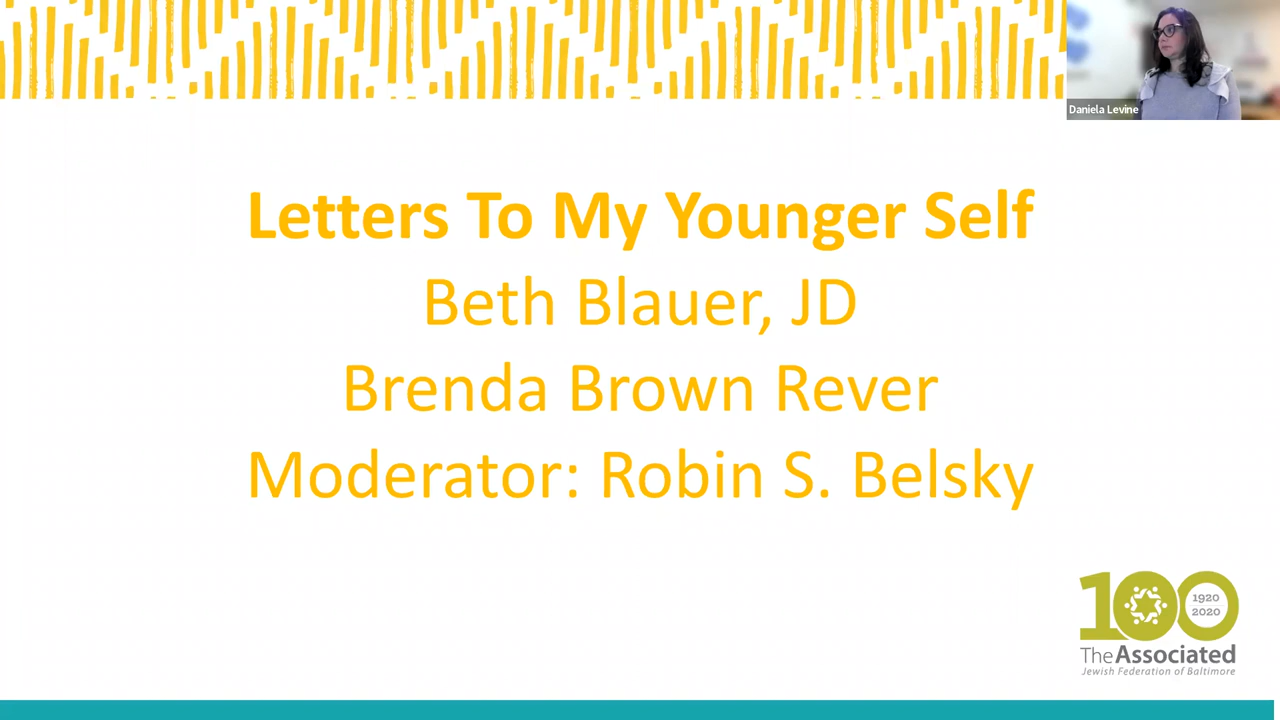 Daniela Levine
Letters To My Younger Self
Beth Blauer, JD
Brenda Brown Rever
Moderator: Robin S. Belsky
100
1920
2020
The Associated
Jewish Federation of Baltimore